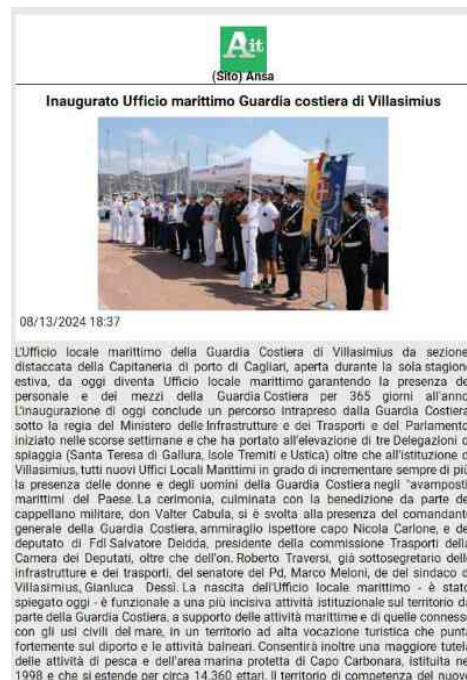 Ait
(Sito) Ansa
Inaugurato Ufficio marittimo Guardia costiera di Villasimius
08/13/2024 18:37
L'Ufficio locale marittimo della Guardia Costiera di Villasimius da sezione
distaccata della Capitaneria di porto di Cagliari, aperta durante la sola stagione
estiva, da oggi diventa Ufficio locale marittimo garantendo la presenza de
personale e dei mezzi della Guardia Costiera per 365 giorni all'anno
L'inaugurazione di oggi conclude un percorso intrapreso dalla Guardia Costiera
sotto la regia del Ministero delle Infrastrutture e dei Trasporti e del Parlamento
iniziato nelle scorse settimane e che ha portato all'elevazione di tre Delegazioni d
spiaggia (Santa Teresa di Gallura, Isole Tremiti e Ustica) oltre che all'istituzione d
Villasimius, tutti nuovi Uffici Locali Marittimi in grado di incrementare sempre di più
la presenza delle donne e degli uomini della Guardia Costiera negli "avamposti
marittimi del Paese. La cerimonia, culminata con la benedizione da parte de
cappellano militare, don Valter Cabula, si è svolta alla presenza del comandante
generale della Guardia Costiera, ammiraglio ispettore capo Nicola Carlone, e de
deputato di FdI Salvatore Deidda, presidente della commissione Trasporti della
Camera dei Deputati, oltre che dell'on. Roberto Traversi, già sottosegretario delle
infrastrutture e dei trasporti, del senatore del Pd, Marco Meloni, de del sindaco d
Villasimius, Gianluca Dessì. La nascita dell'Ufficio locale marittimo - è stato
spiegato oggi - è funzionale a una più incisiva attività istituzionale sul territorio da
parte della Guardia Costiera, a supporto delle attività marittime e di quelle connesse
con gli usi civili del mare, in un territorio ad alta vocazione turistica che punta
fortemente sul diporto e le attività balneari. Consentirà inoltre una maggiore tutela
delle attività di pesca e dell'area marina protetta di Capo Carbonara, istituita ne
1998 e che si estende per circa 14.360 ettari. Il territorio di competenza del nuovo